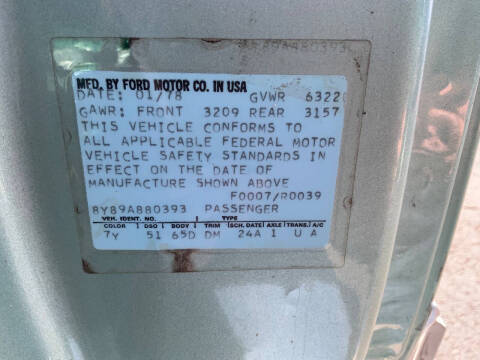 MFD. BY FORD MOTOR CO. IN USA
DATE: 01/78 GVWR 6322
GAWR: FRONT 3209 REAR 3157
THIS VEHICLE CONFORMS TO
ALL APPLICABLE FEDERAL MOTOR
VEHICLE SAFETY STANDARDS IN
EFFECT ON THE DATE OF
MANUFACTURE SHOWN ABOVE
F0007/R0039
8Y89A880393 PASSENGER
VEH. IDENT. NO. TYPE
COLOR DSO BODY TRIM SCH. DATE AXLE TRANS. A/C
7Y 51 65D DM 24A 1 U A